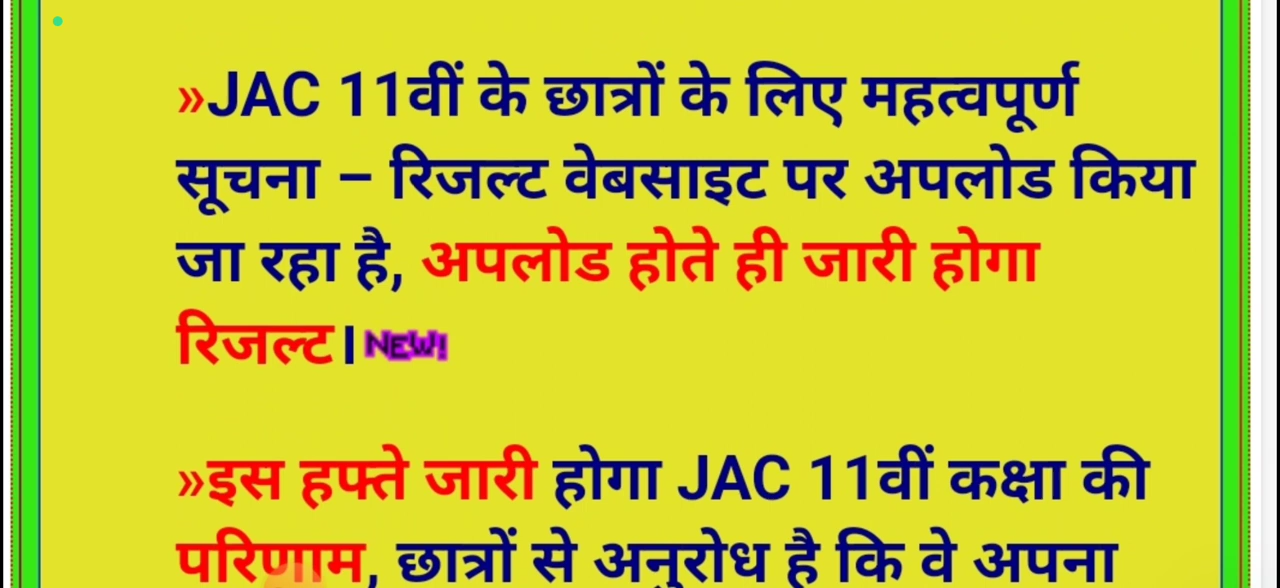 »JAC 11वीं के छात्रों के लिए महत्वपूर्ण
सूचना – रिजल्ट वेबसाइट पर अपलोड किया
जा रहा है, अपलोड होते ही जारी होगा
रिजल्ट। NEW!
»इस हफ्ते जारी होगा JAC 11वीं कक्षा की
परिणाम, छात्रों से अनुरोध है कि वे अपना